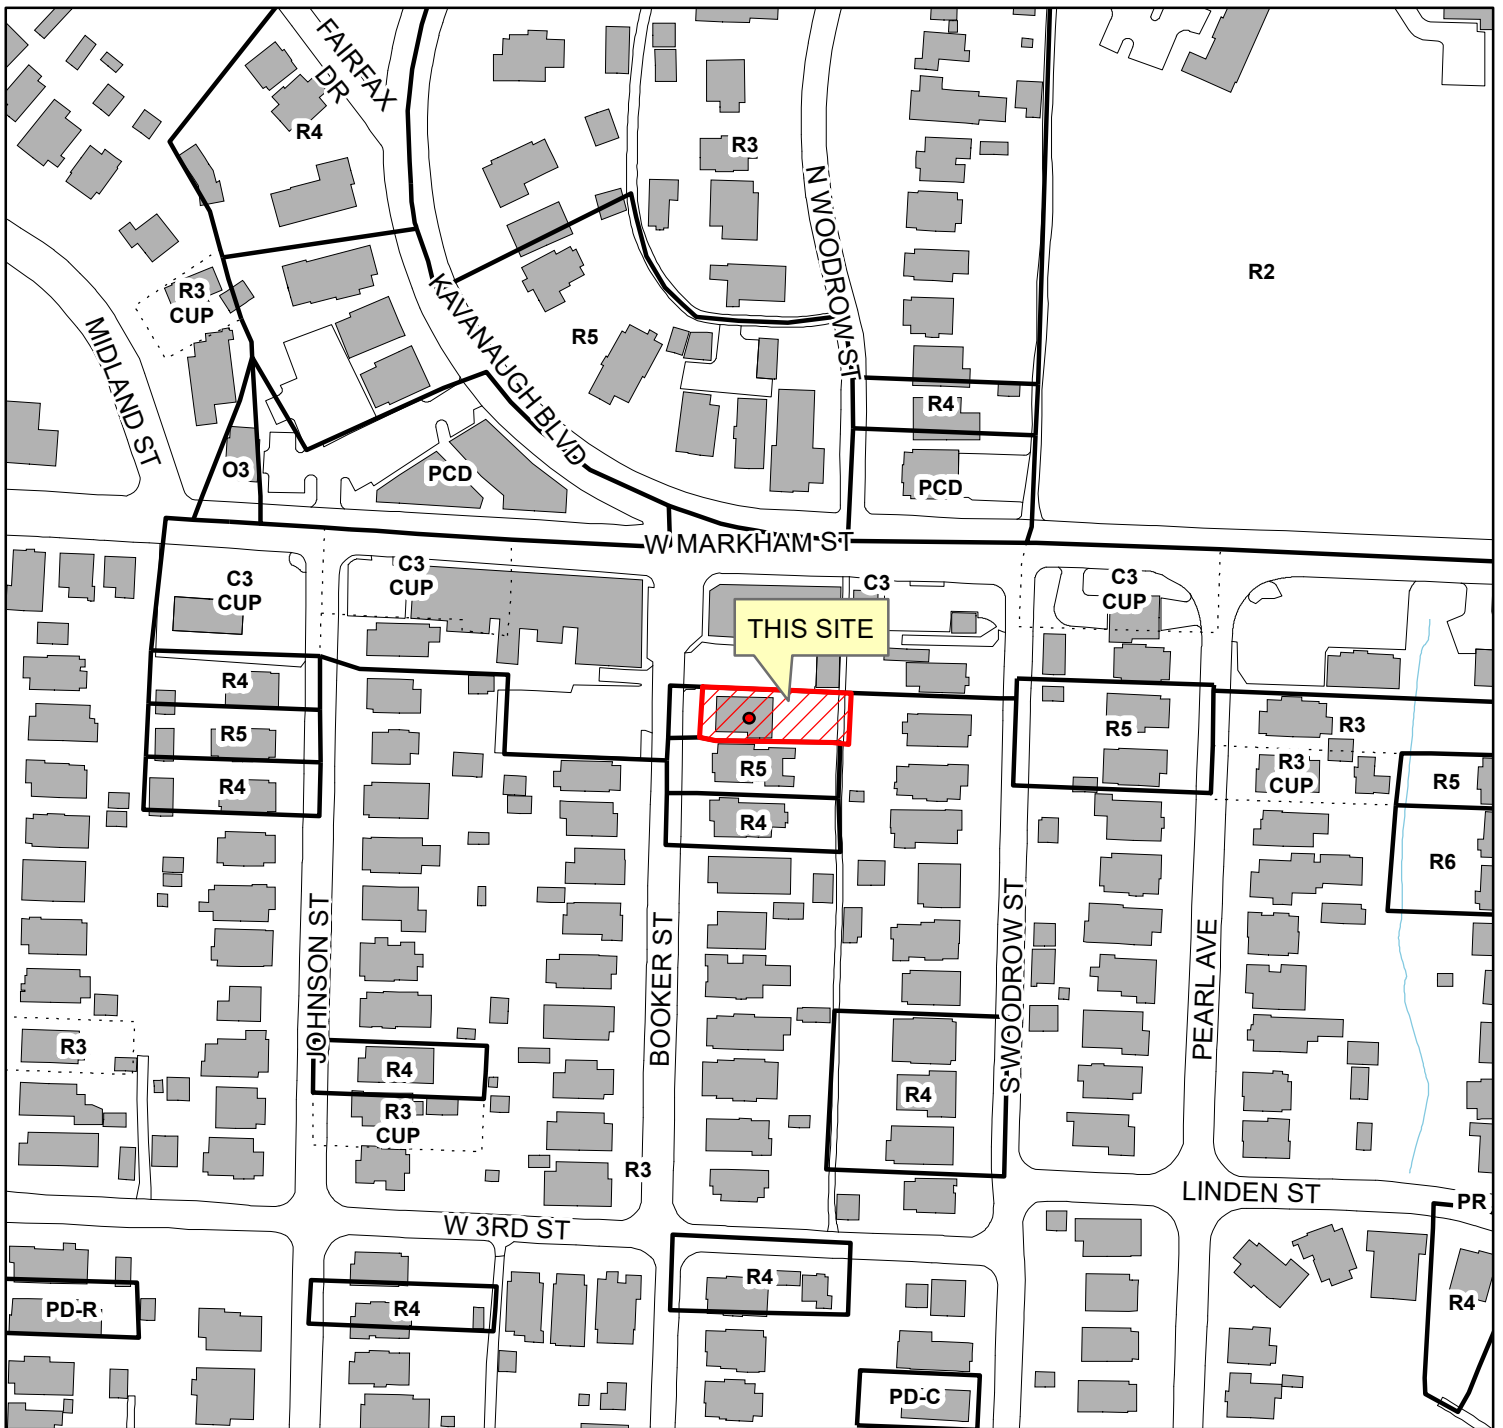 FAIRFAX
DR
R4
R3
N WOODROW ST
R2
R3
CUP
KAVANAUGH BLVD
R5
MIDLAND ST
R4
O3
PCD
PCD
W MARKHAM ST
C3
CUP
C3
CUP
C3
C3
CUP
THIS SITE
R4
R5
R4
R5
R4
R5
R3
R3
CUP
R5
R6
JOHNSON ST
BOOKER ST
S WOODROW ST
PEARL AVE
R3
R4
R4
R3
CUP
R3
LINDEN ST
PR
W 3RD ST
R4
R4
PD-R
R4
PD-C